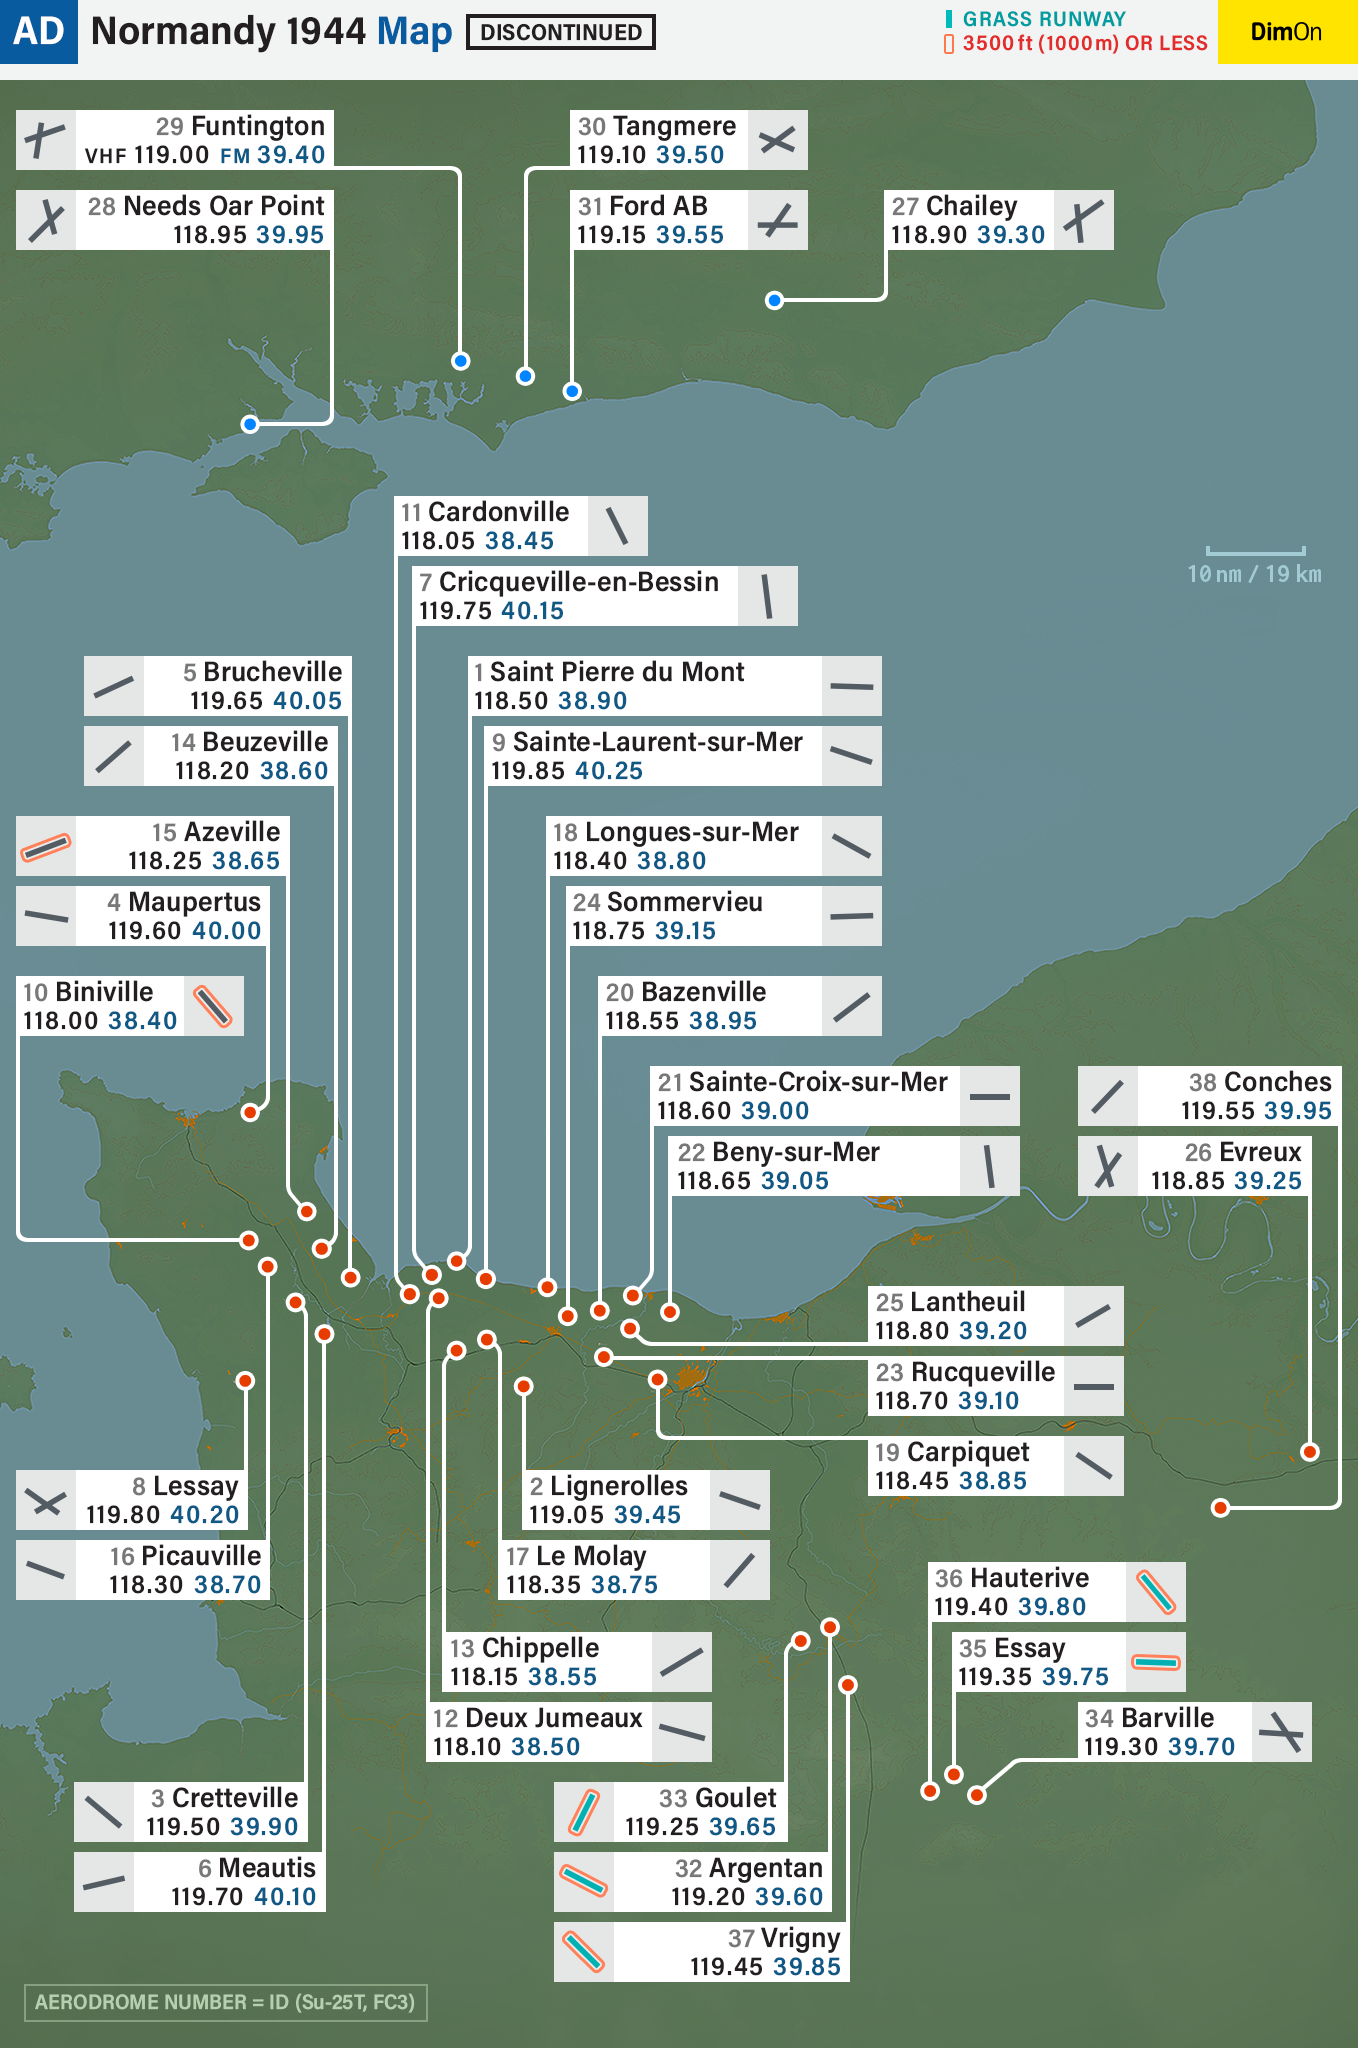 AD Normandy 1944 Map DISCONTINUED
GRASS RUNWAY
3500 ft (1000 m) OR LESS
DimOn
29 Funtington
VHF 119.00 FM 39.40
30 Tangmere
119.10 39.50
28 Needs Oar Point
118.95 39.95
31 Ford AB
119.15 39.55
27 Chailey
118.90 39.30
11 Cardonville
118.05 38.45
10 nm / 19 km
7 Cricqueville-en-Bessin
119.75 40.15
5 Brucheville
119.65 40.05
1 Saint Pierre du Mont
118.50 38.90
14 Beuzeville
118.20 38.60
9 Sainte-Laurent-sur-Mer
119.85 40.25
15 Azeville
118.25 38.65
18 Longues-sur-Mer
118.40 38.80
4 Maupertus
119.60 40.00
24 Sommervieu
118.75 39.15
10 Biniville
118.00 38.40
20 Bazenville
118.55 38.95
21 Sainte-Croix-sur-Mer
118.60 39.00
38 Conches
119.55 39.95
22 Beny-sur-Mer
118.65 39.05
26 Evreux
118.85 39.25
25 Lantheuil
118.80 39.20
23 Rucqueville
118.70 39.10
19 Carpiquet
118.45 38.85
8 Lessay
119.80 40.20
2 Lignerolles
119.05 39.45
16 Picauville
118.30 38.70
17 Le Molay
118.35 38.75
36 Hauterive
119.40 39.80
13 Chippelle
118.15 38.55
35 Essay
119.35 39.75
12 Deux Jumeaux
118.10 38.50
34 Barville
119.30 39.70
3 Cretteville
119.50 39.90
33 Goulet
119.25 39.65
6 Meautis
119.70 40.10
32 Argentan
119.20 39.60
37 Vrigny
119.45 39.85
AERODROME NUMBER = ID (Su-25T, FC3)